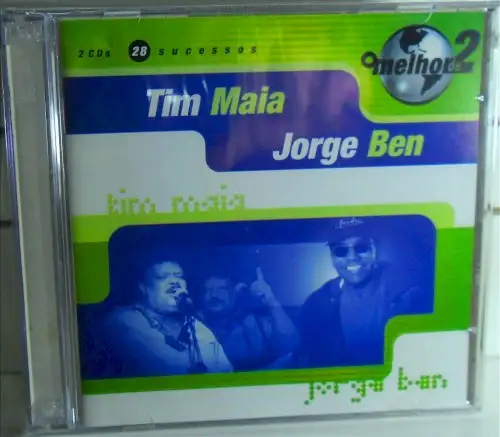 2 CDs 28 sucessos
O melhor de 2
Tim Maia
Jorge Ben
tim maia
jorge ben